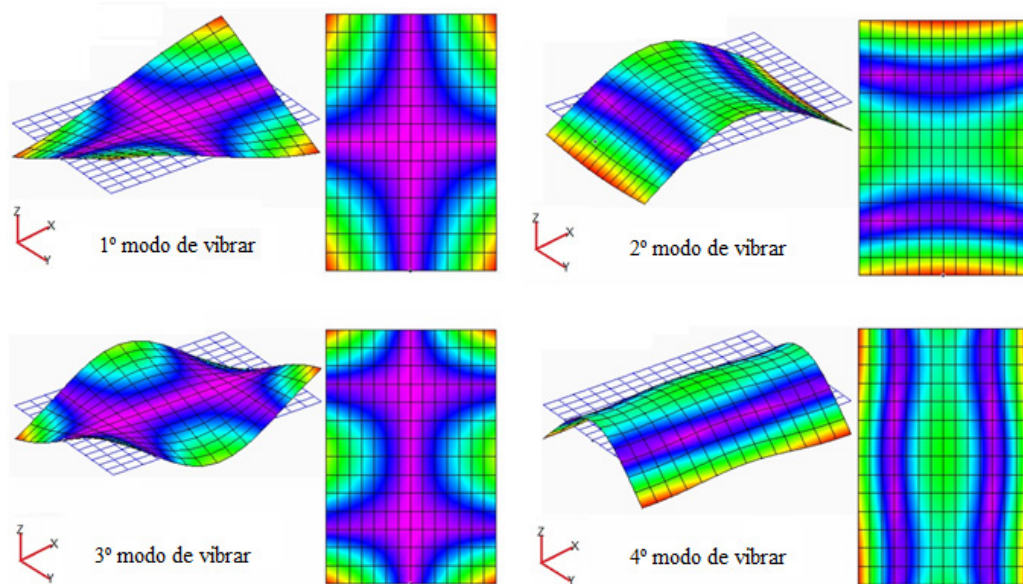 Z
X
Y
1º modo de vibrar
Z
X
Y
2º modo de vibrar
Z
X
Y
3º modo de vibrar
Z
X
Y
4º modo de vibrar